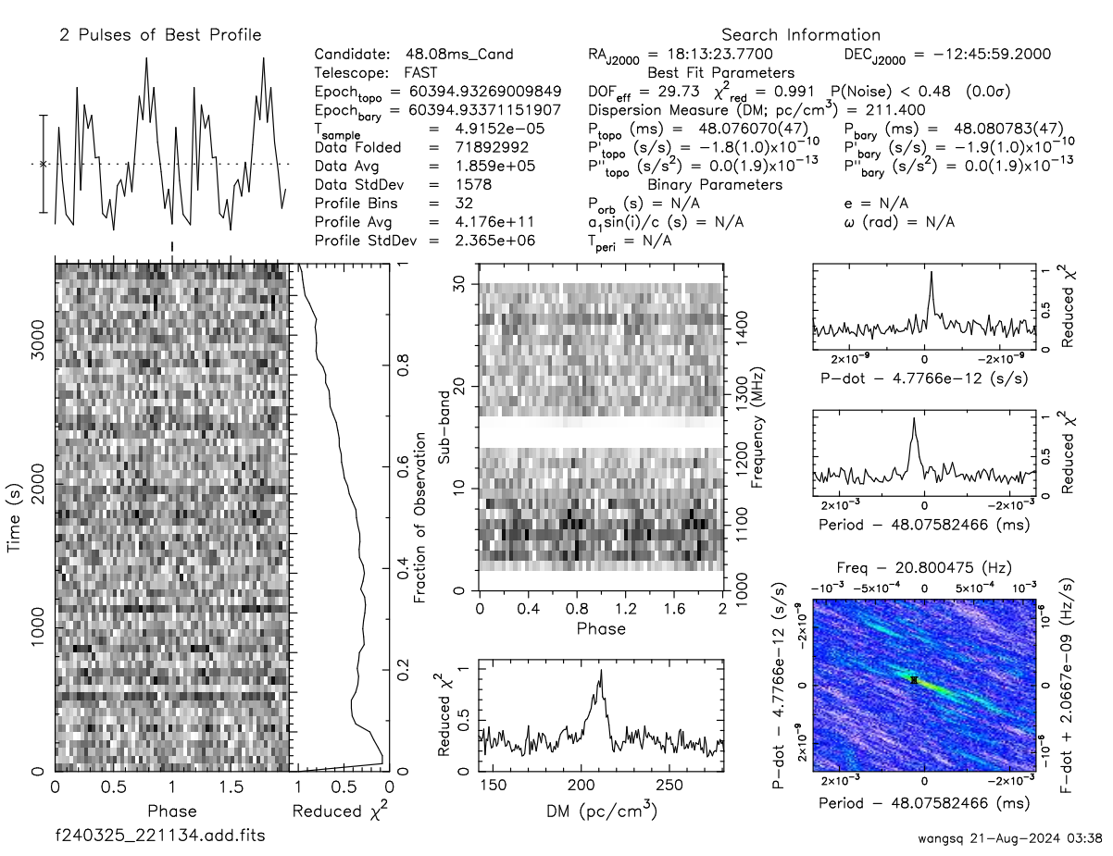 2 Pulses of Best Profile
Search Information
Candidate: 48.08ms_Cand
RA_J2000 = 18:13:23.7700
DEC_J2000 = −12:45:59.2000
Telescope: FAST
Best Fit Parameters
Epoch_topo = 60394.93269009849
DOF_eff = 29.73 χ²_red = 0.991 P(Noise) < 0.48 (0.0σ)
Epoch_bary = 60394.93371151907
Dispersion Measure (DM; pc/cm³) = 211.400
T_sample = 4.9152e−05
P_topo (ms) = 48.076070(47)
P_bary (ms) = 48.080783(47)
Data Folded = 71892992
P'_topo (s/s) = −1.8(1.0)×10⁻¹⁰
P'_bary (s/s) = −1.9(1.0)×10⁻¹⁰
Data Avg = 1.859e+05
P''_topo (s/s²) = 0.0(1.9)×10⁻¹³
P''_bary (s/s²) = 0.0(1.9)×10⁻¹³
Data StdDev = 1578
Binary Parameters
Profile Bins = 32
P_orb (s) = N/A
e = N/A
Profile Avg = 4.176e+11
a₁sin(i)/c (s) = N/A
ω (rad) = N/A
Profile StdDev = 2.365e+06
T_peri = N/A
Time (s)
0 1000 2000 3000
0 0.5 1 1.5
Phase
1 0.5 0
Reduced χ²
0 0.2 0.4 0.6 0.8 1
Fraction of Observation
Sub−band
0 10 20 30
0 0.4 0.8 1.2 1.6 2
Phase
1000 1100 1200 1300 1400
Frequency (MHz)
Reduced χ²
0 0.5 1
150 200 250
DM (pc/cm³)
0 0.5 1
Reduced χ²
2×10⁻⁹ 0 −2×10⁻⁹
P−dot − 4.7766e−12 (s/s)
0 0.5 1
Reduced χ²
2×10⁻³ 0 −2×10⁻³
Period − 48.07582466 (ms)
Freq − 20.800475 (Hz)
−10⁻³ −5×10⁻⁴ 0 5×10⁻⁴ 10⁻³
P−dot − 4.7766e−12 (s/s)
2×10⁻⁹ 0 −2×10⁻⁹
−10⁻⁶ 0 10⁻⁶
F−dot + 2.0667e−09 (Hz/s)
2×10⁻³ 0 −2×10⁻³
Period − 48.07582466 (ms)
f240325_221134.add.fits
wangsq 21−Aug−2024 03:38